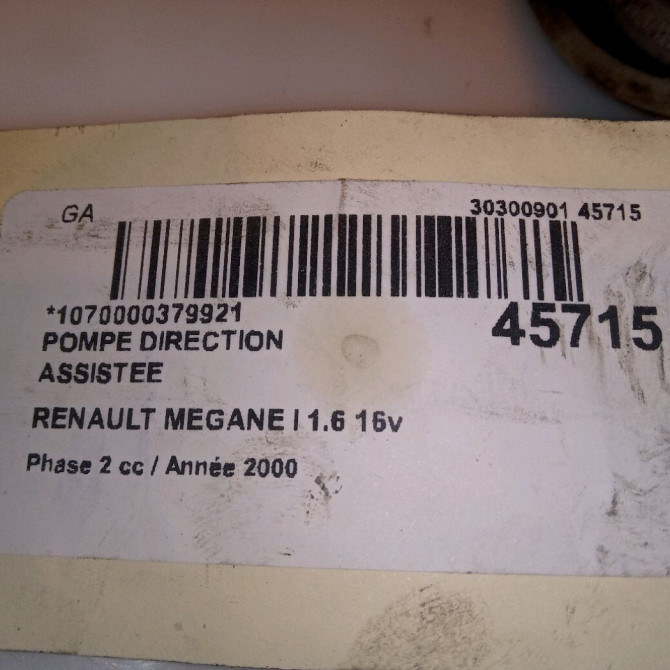 GA
30300901 45715
*1070000379921
45715
POMPE DIRECTION
ASSISTEE
RENAULT MEGANE I 1.6 16v
Phase 2 cc / Année 2000